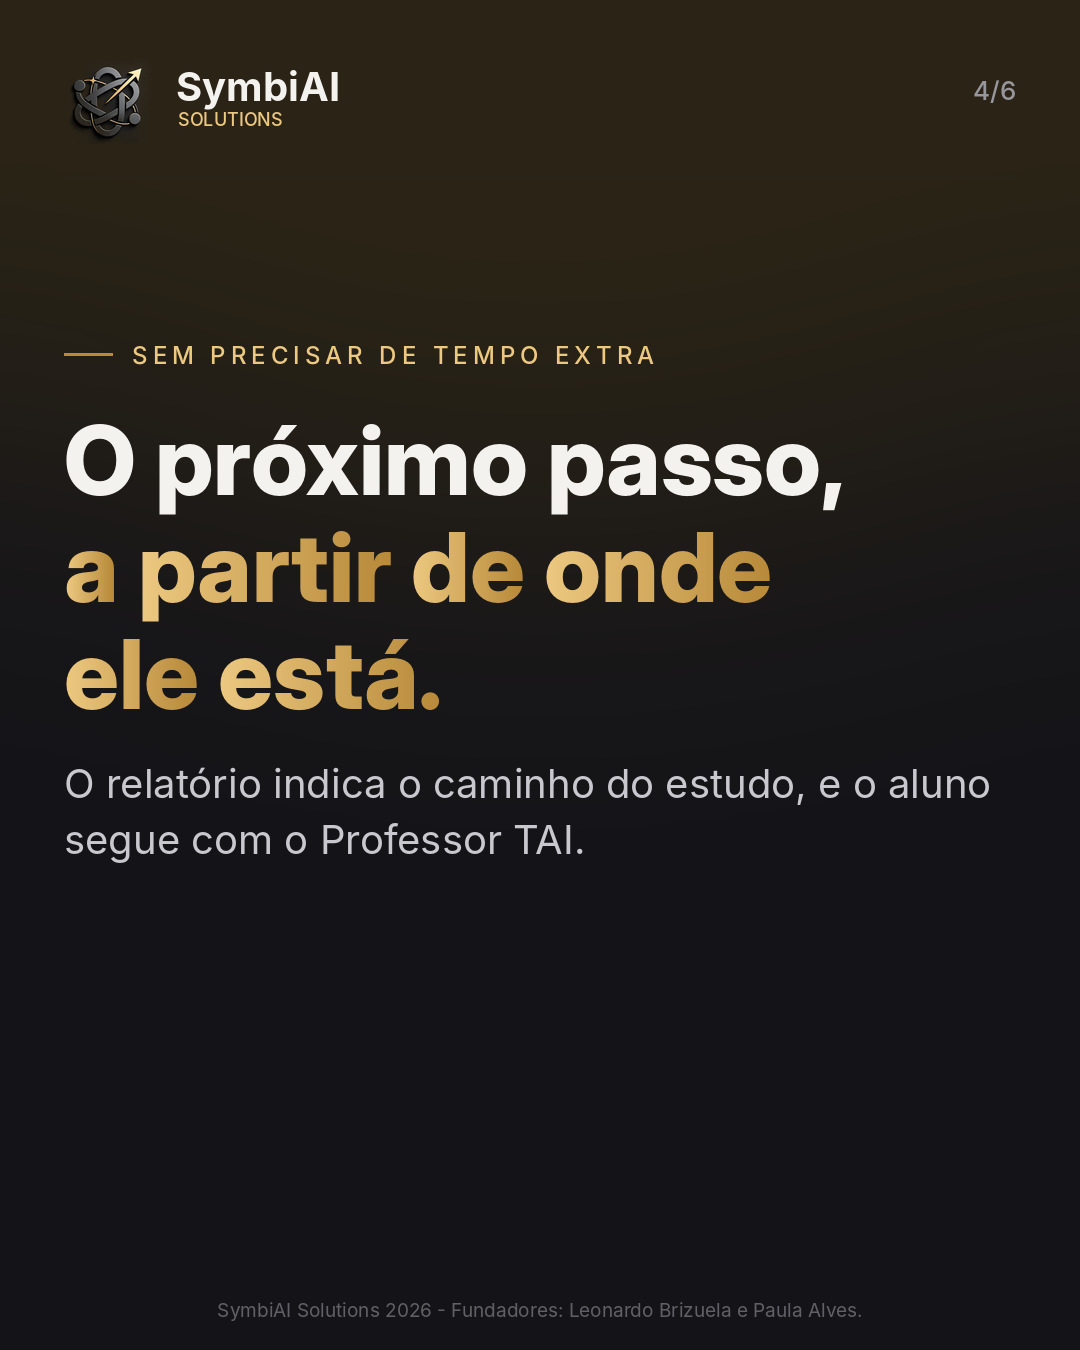 SymbiAI
SOLUTIONS
4/6
SEM PRECISAR DE TEMPO EXTRA
O próximo passo,
a partir de onde
ele está.
O relatório indica o caminho do estudo, e o aluno
segue com o Professor TAI.
SymbiAI Solutions 2026 - Fundadores: Leonardo Brizuela e Paula Alves.